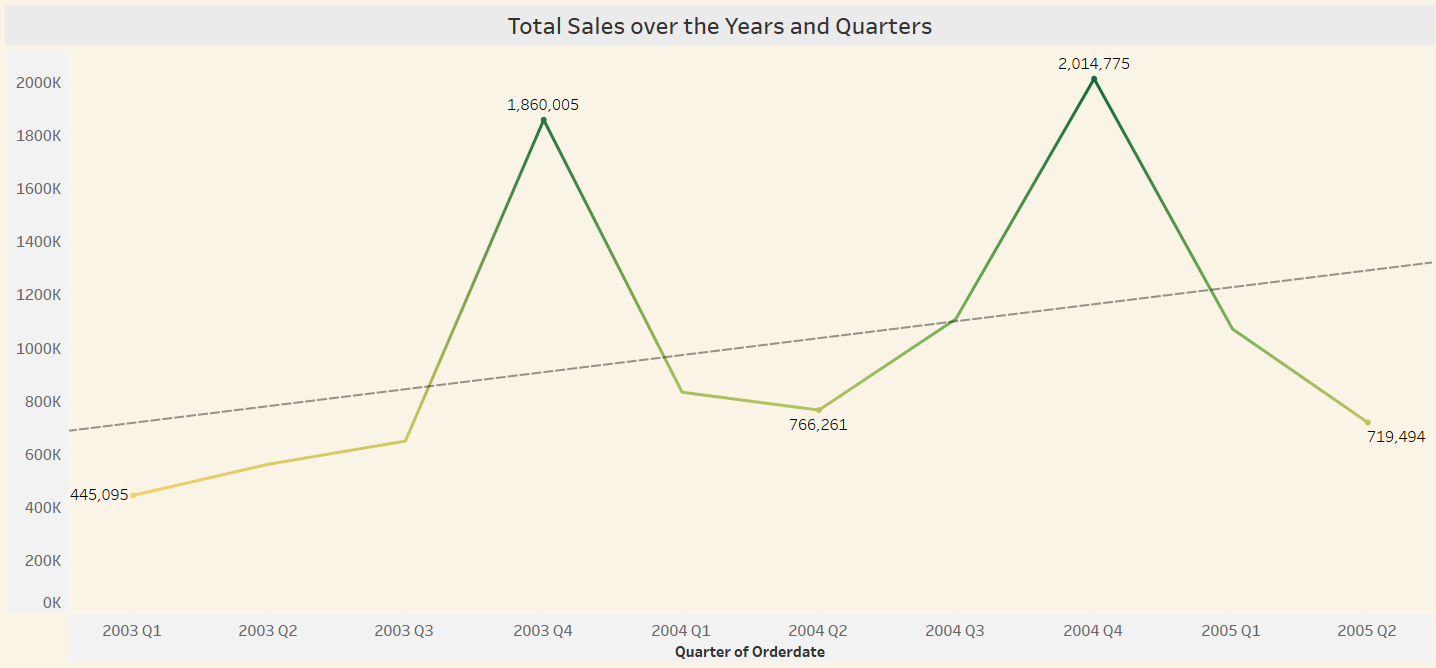 Total Sales over the Years and Quarters
2,014,775
2000K
1,860,005
1800K
1600K
1400K
1200K
1000K
800K
766,261
719,494
600K
445,095
400K
200K
0K
2003 Q1 2003 Q2 2003 Q3 2003 Q4 2004 Q1 2004 Q2 2004 Q3 2004 Q4 2005 Q1 2005 Q2
Quarter of Orderdate